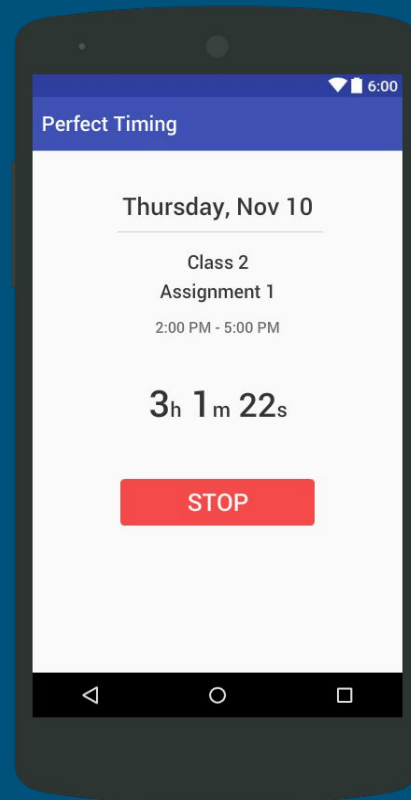 6:00
Perfect Timing
Thursday, Nov 10
Class 2
Assignment 1
2:00 PM - 5:00 PM
3h 1m 22s
STOP